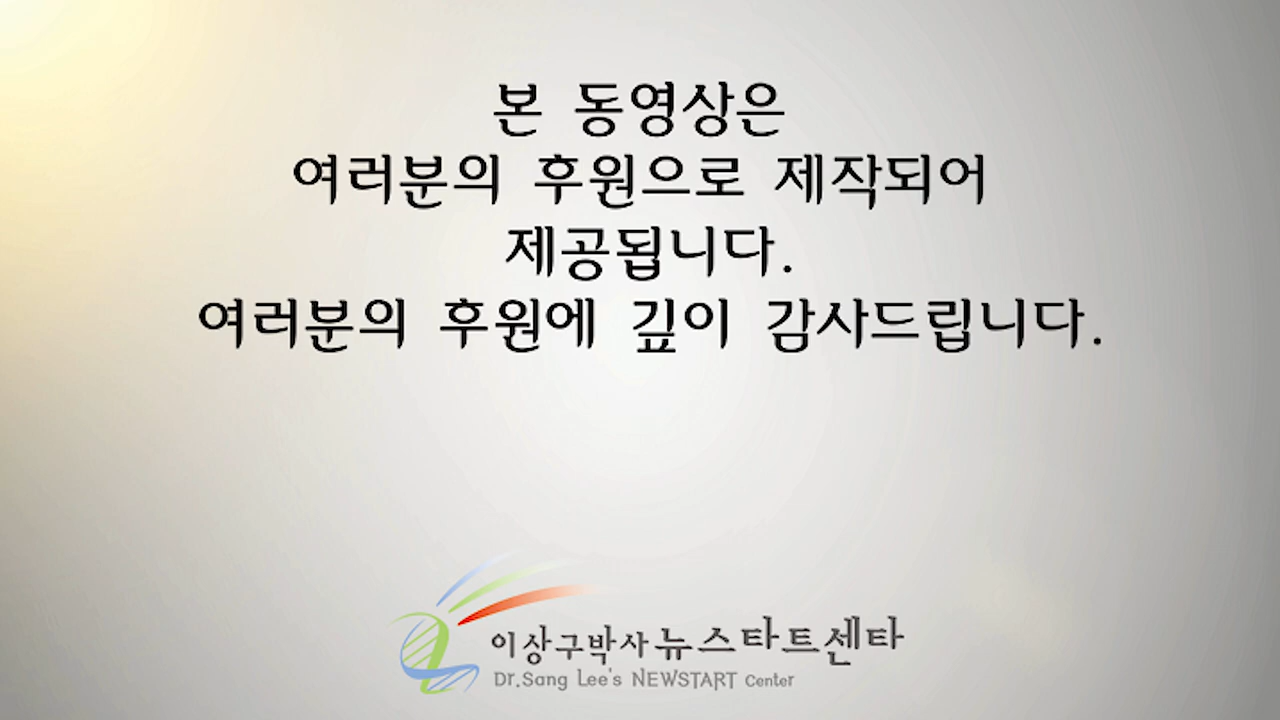 본 동영상은
여러분의 후원으로 제작되어
제공됩니다.
여러분의 후원에 깊이 감사드립니다.
이상구박사 뉴스타트센타
Dr.Sang Lee's NEWSTART Center